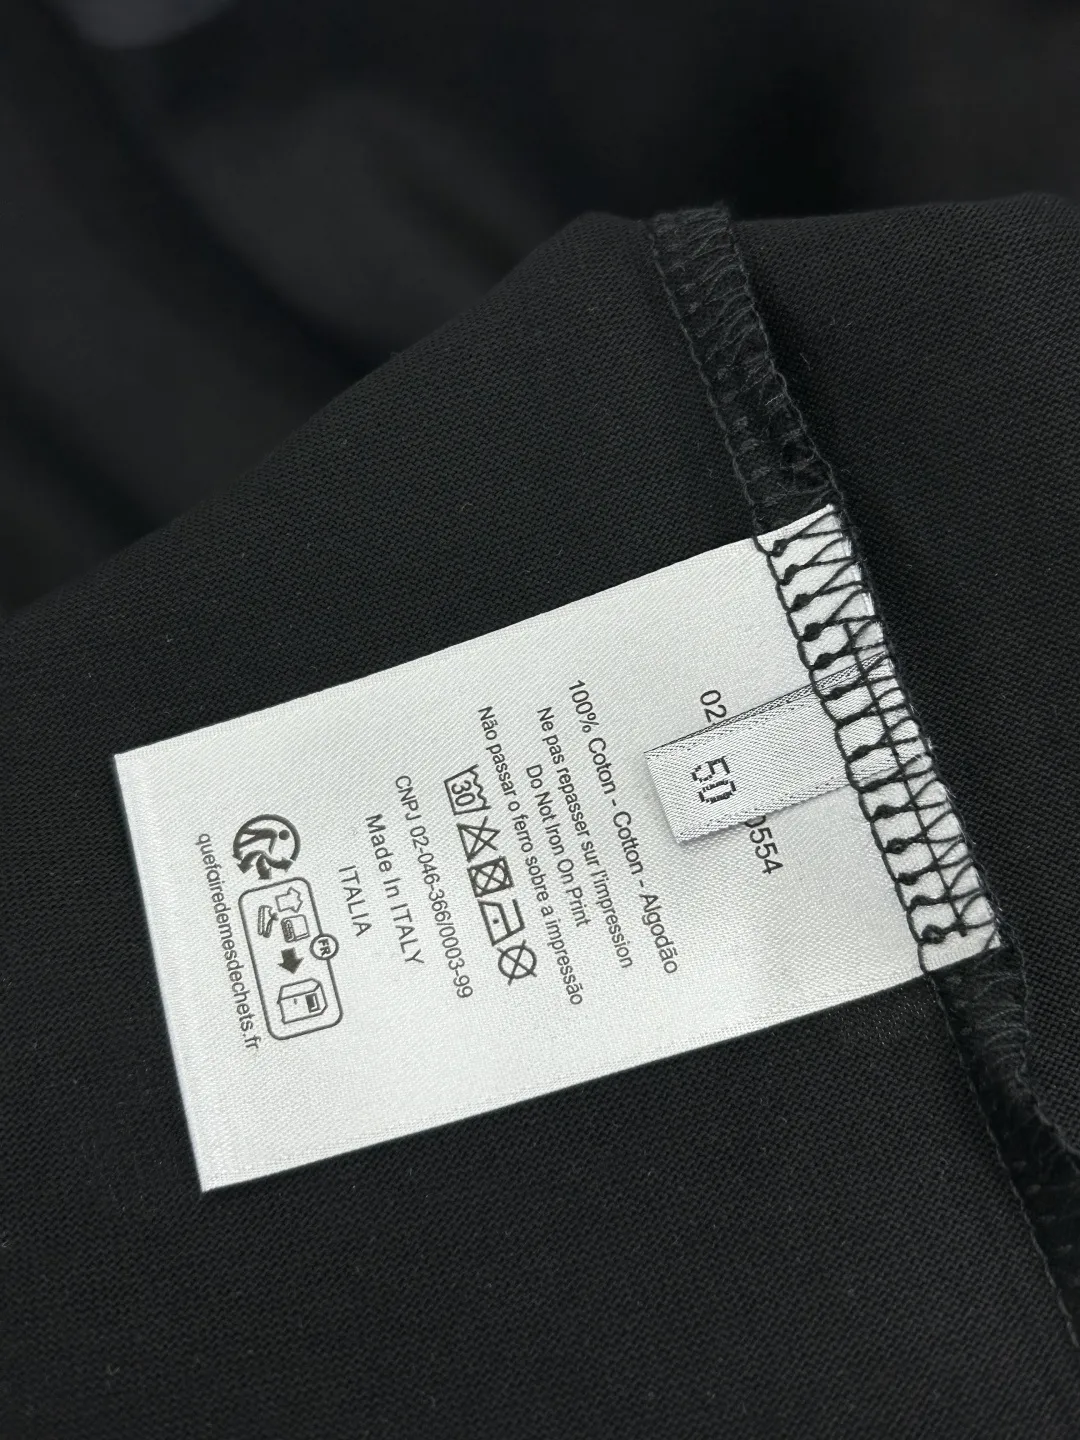 02-
50
0554
100% Coton - Cotton - Algodão
Ne pas repasser sur l'impression
Do Not Iron On Print
Não passar o ferro sobre a impressão
30
CNPJ 02-046-366/0003-99
Made In ITALY
ITALIA
FR
quefairedemesdechets.fr